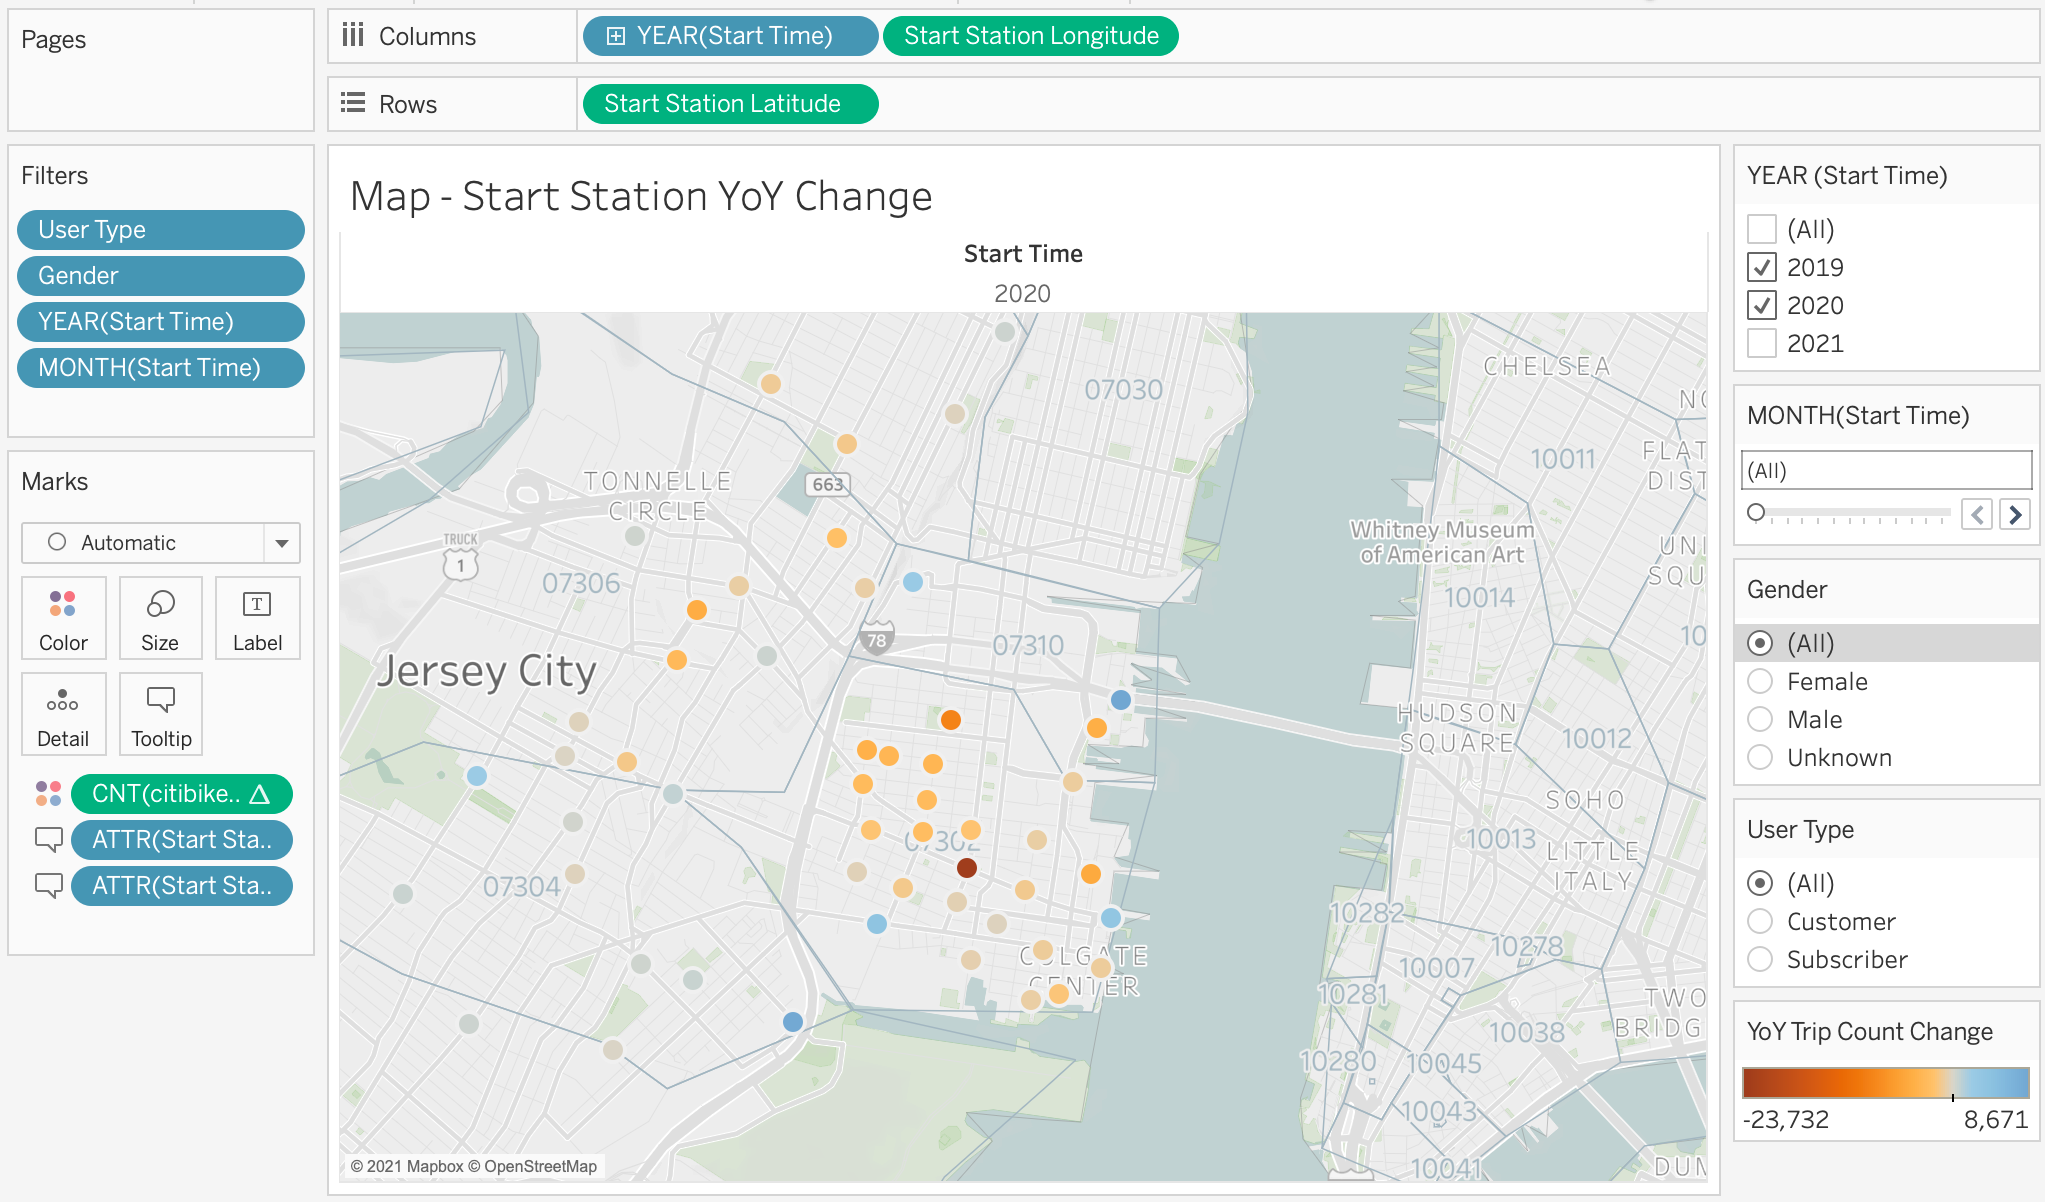 Pages
Columns
YEAR(Start Time)
Start Station Longitude
Rows
Start Station Latitude
Filters
User Type
Gender
YEAR(Start Time)
MONTH(Start Time)
Marks
Automatic
Color
Size
T
Label
Detail
Tooltip
CNT(citibike.. Δ
ATTR(Start Sta..
ATTR(Start Sta..
Map - Start Station YoY Change
Start Time
2020
CHELSEA
07030
10011
FLAT
DIST
TONNELLE
CIRCLE
663
TRUCK
1
Whitney Museum
of American Art
UNI
SQU
07306
10014
10
78
07310
Jersey City
HUDSON
SQUARE
10012
SOHO
10013
LITTLE
ITALY
07302
07304
10282
10278
COLGATE
CENTER
10007
10281
TWO
BRIDG
10038
10280
10045
10043
10041
DUM
© 2021 Mapbox © OpenStreetMap
YEAR (Start Time)
(All)
2019
2020
2021
MONTH(Start Time)
(All)
Gender
(All)
Female
Male
Unknown
User Type
(All)
Customer
Subscriber
YoY Trip Count Change
-23,732
8,671